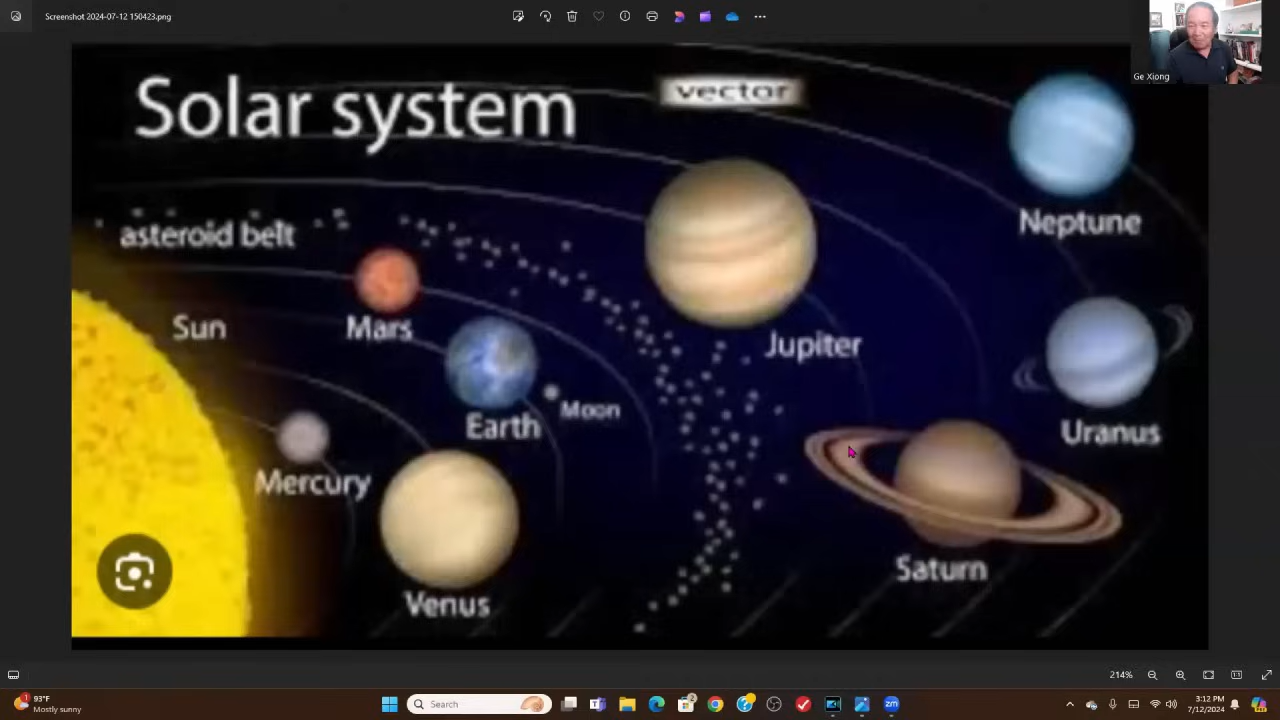 Screenshot 2024-07-12 150423.png
Ge Xiong
Solar system
vector
Neptune
asteroid belt
Sun
Mars
Jupiter
Earth
Moon
Uranus
Mercury
Saturn
Venus
214%
93°F
Mostly sunny
Search
3:12 PM
7/12/2024